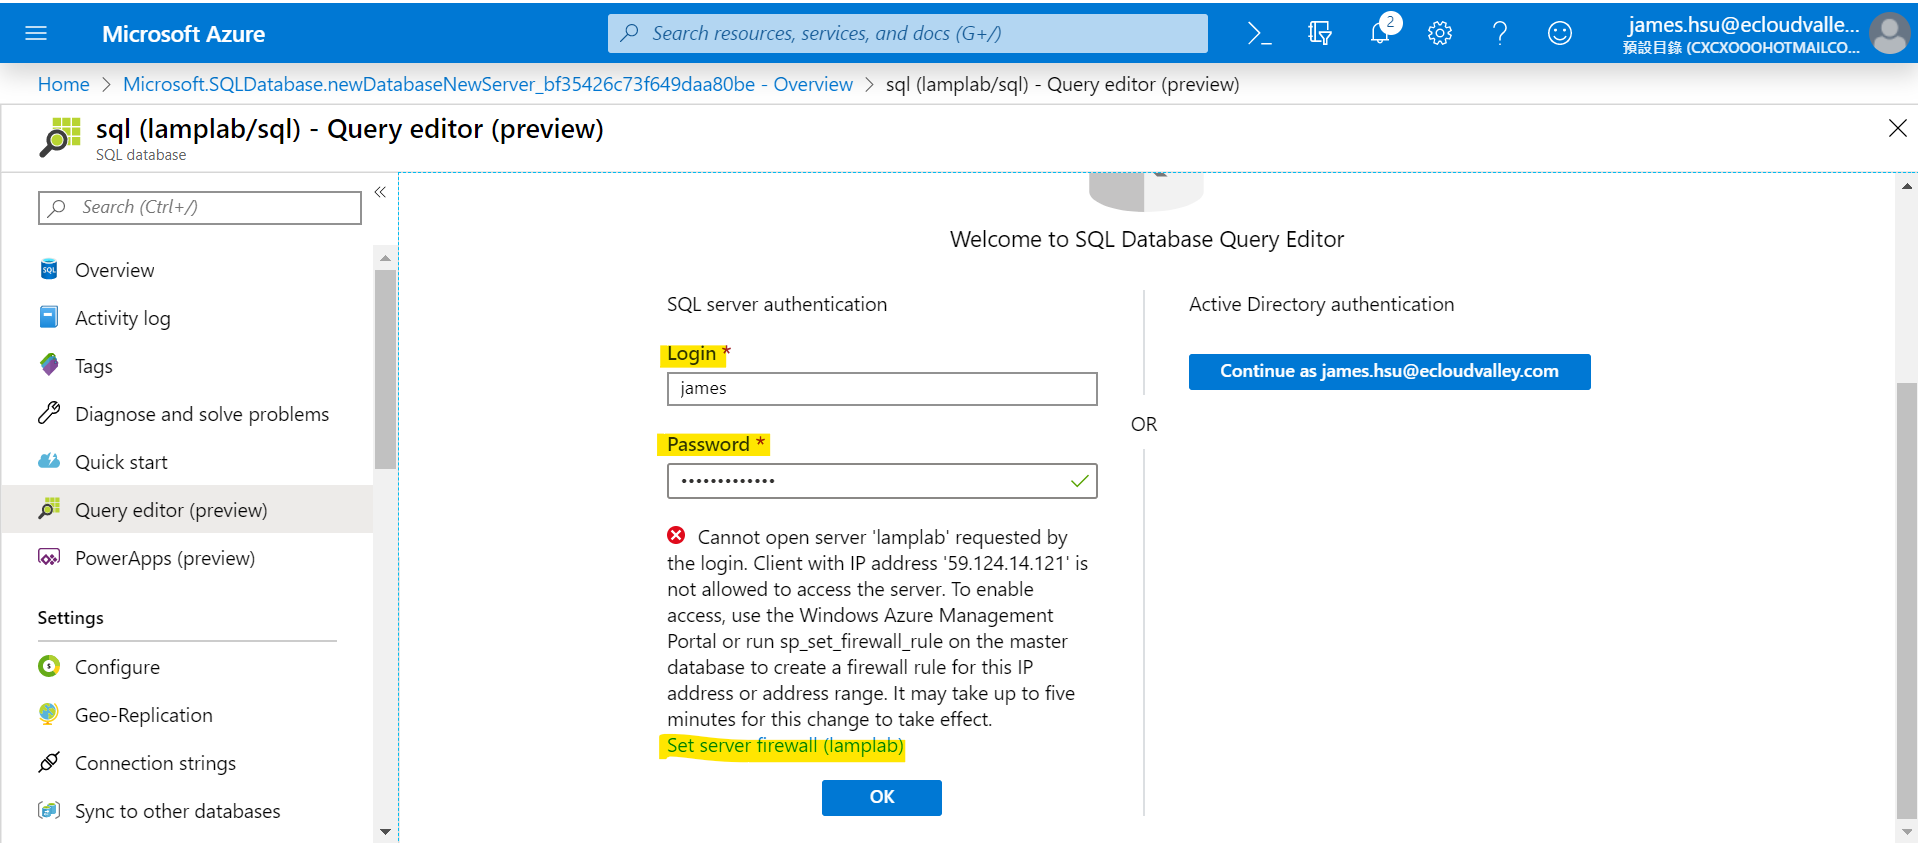 Microsoft Azure
Search resources, services, and docs (G+/)
2
james.hsu@ecloudvalle...
預設目錄 (CXCXOOOHOTMAILCO...
Home > Microsoft.SQLDatabase.newDatabaseNewServer_bf35426c73f649daa80be - Overview > sql (lamplab/sql) - Query editor (preview)
sql (lamplab/sql) - Query editor (preview)
SQL database
Search (Ctrl+/)
Overview
Activity log
Tags
Diagnose and solve problems
Quick start
Query editor (preview)
PowerApps (preview)
Settings
Configure
Geo-Replication
Connection strings
Sync to other databases
Welcome to SQL Database Query Editor
SQL server authentication
Login *
james
Password *
Cannot open server 'lamplab' requested by
the login. Client with IP address '59.124.14.121' is
not allowed to access the server. To enable
access, use the Windows Azure Management
Portal or run sp_set_firewall_rule on the master
database to create a firewall rule for this IP
address or address range. It may take up to five
minutes for this change to take effect.
Set server firewall (lamplab)
OK
OR
Active Directory authentication
Continue as james.hsu@ecloudvalley.com